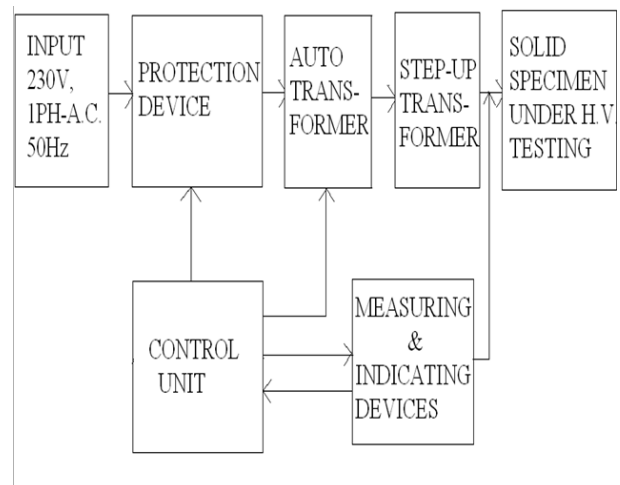 INPUT
230V,
1PH-A.C.
50Hz
PROTECTION
DEVICE
AUTO
TRANS-
FORMER
STEP-UP
TRANS-
FORMER
SOLID
SPECIMEN
UNDER H.V.
TESTING
CONTROL
UNIT
MEASURING
&
INDICATING
DEVICES